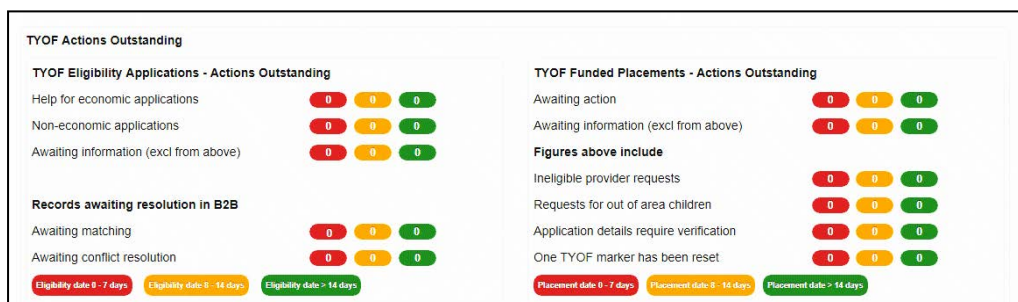 TYOF Actions Outstanding
TYOF Eligibility Applications - Actions Outstanding
Help for economic applications 0 0 0
Non-economic applications 0 0 0
Awaiting information (excl from above) 0 0 0
Records awaiting resolution in B2B
Awaiting matching 0 0 0
Awaiting conflict resolution 0 0 0
Eligibility date 0 - 7 days Eligibility date 8 - 14 days Eligibility date > 14 days
TYOF Funded Placements - Actions Outstanding
Awaiting action 0 0 0
Awaiting information (excl from above) 0 0 0
Figures above include
Ineligible provider requests 0 0 0
Requests for out of area children 0 0 0
Application details require verification 0 0 0
One TYOF marker has been reset 0 0 0
Placement date 0 - 7 days Placement date 8 - 14 days Placement date > 14 days